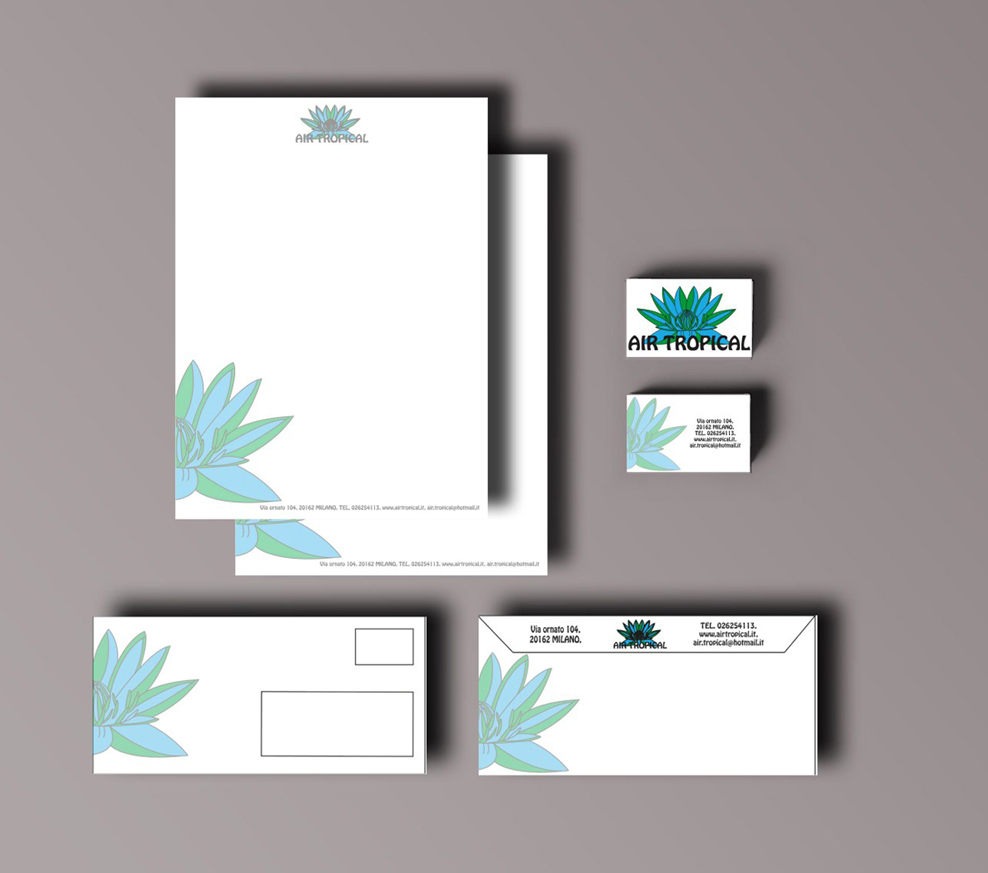 AIR TROPICAL
Via ornato 104, 20162 MILANO, TEL. 026254113, www.airtropical.it, air.tropical@hotmail.it
Via ornato 104, 20162 MILANO, TEL. 026254113, www.airtropical.it, air.tropical@hotmail.it
AIR TROPICAL
Via ornato 104,
20162 MILANO,
TEL. 026254113,
www.airtropical.it,
air.tropical@hotmail.it
Via ornato 104,
20162 MILANO,
AIR TROPICAL
TEL. 026254113,
www.airtropical.it,
air.tropical@hotmail.it